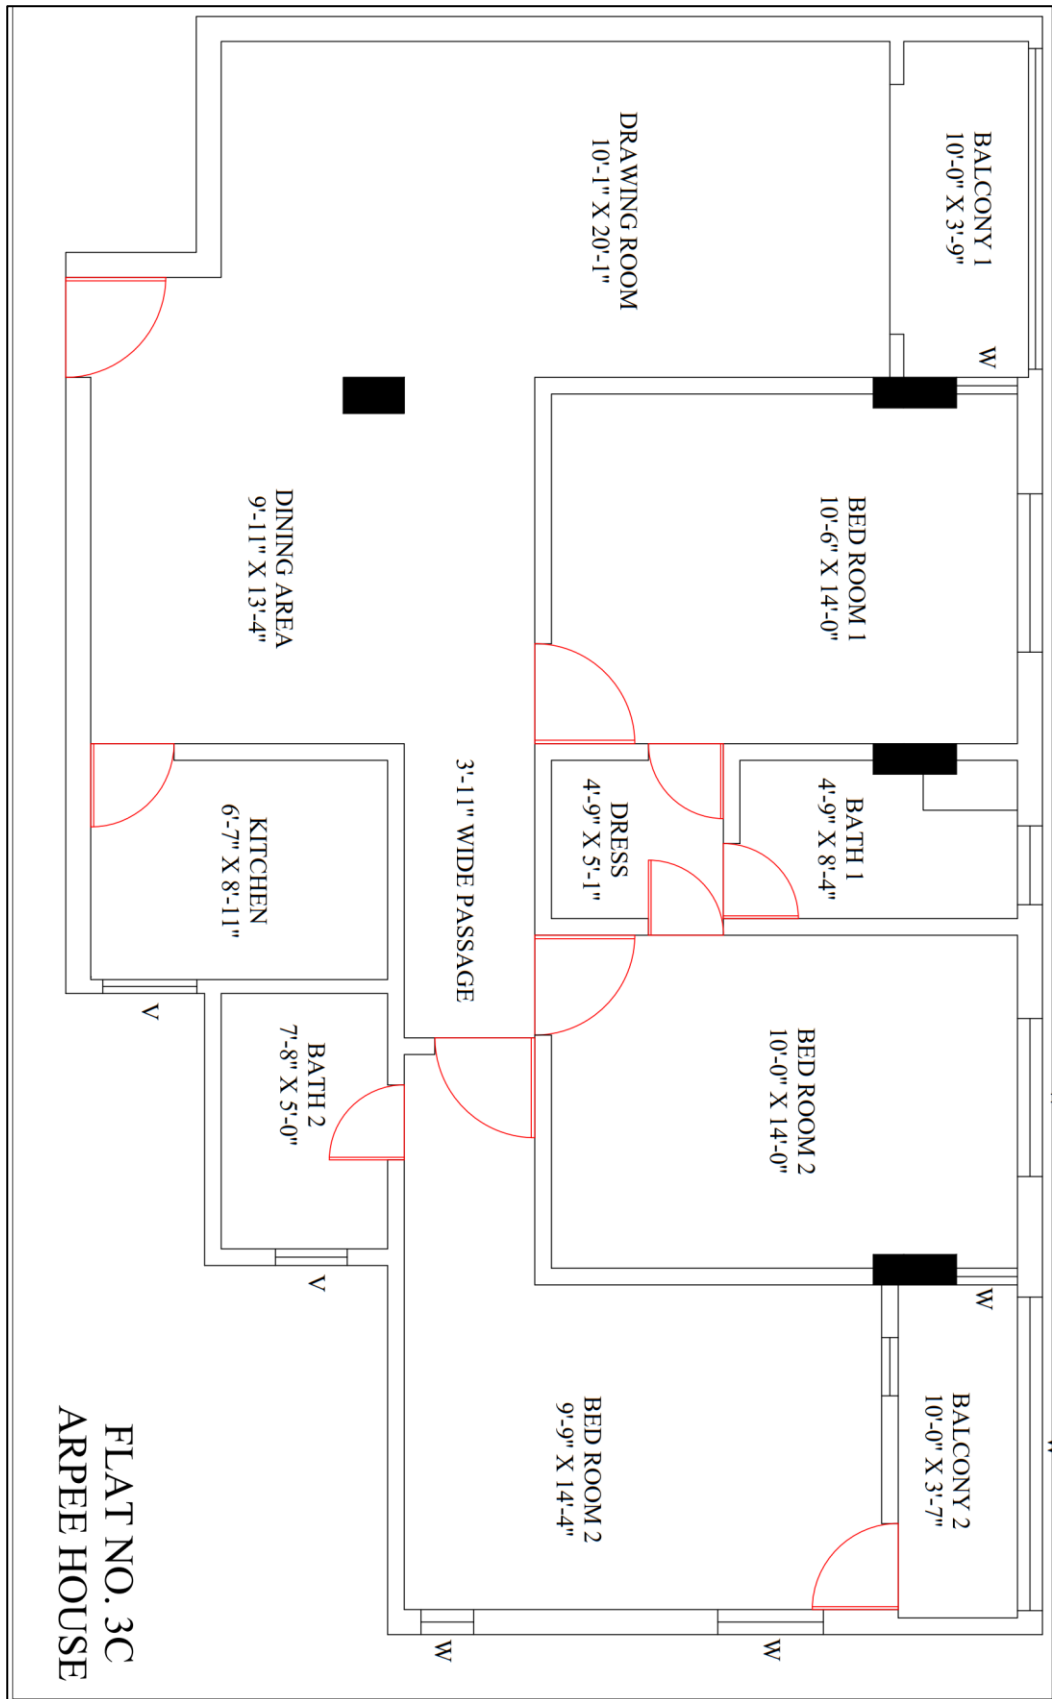 BALCONY 1
10'-0" X 3'-9"
W
DRAWING ROOM
10'-1" X 20'-1"
BED ROOM 1
10'-6" X 14'-0"
DINING AREA
9'-11" X 13'-4"
BATH 1
4'-9" X 8'-4"
DRESS
4'-9" X 5'-1"
3'-11" WIDE PASSAGE
KITCHEN
6'-7" X 8'-11"
V
BED ROOM 2
10'-0" X 14'-0"
BATH 2
7'-8" X 5'-0"
V
W
BALCONY 2
10'-0" X 3'-7"
BED ROOM 2
9'-9" X 14'-4"
W
W
FLAT NO. 3C
ARPEE HOUSE